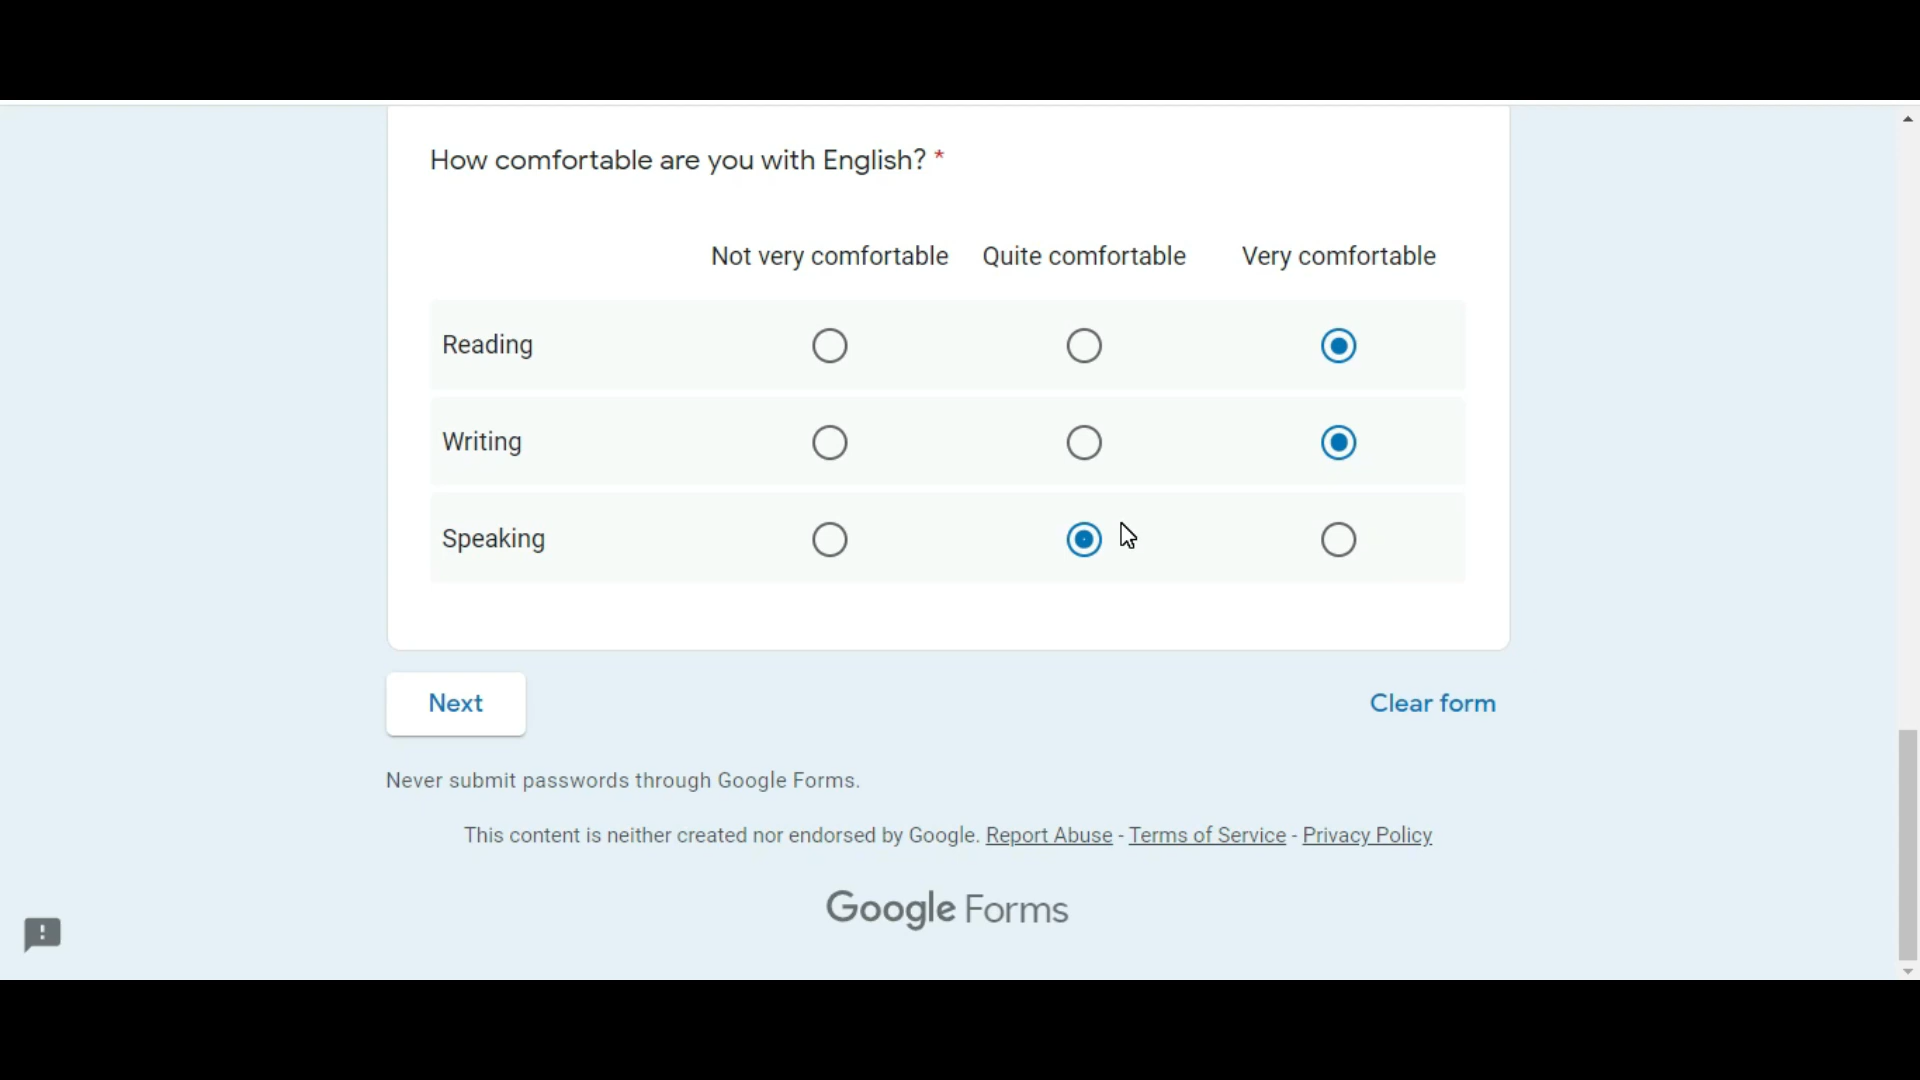 How comfortable are you with English? *
Not very comfortable Quite comfortable Very comfortable
Reading
Writing
Speaking
Next Clear form
Never submit passwords through Google Forms.
This content is neither created nor endorsed by Google. Report Abuse - Terms of Service - Privacy Policy
Google Forms